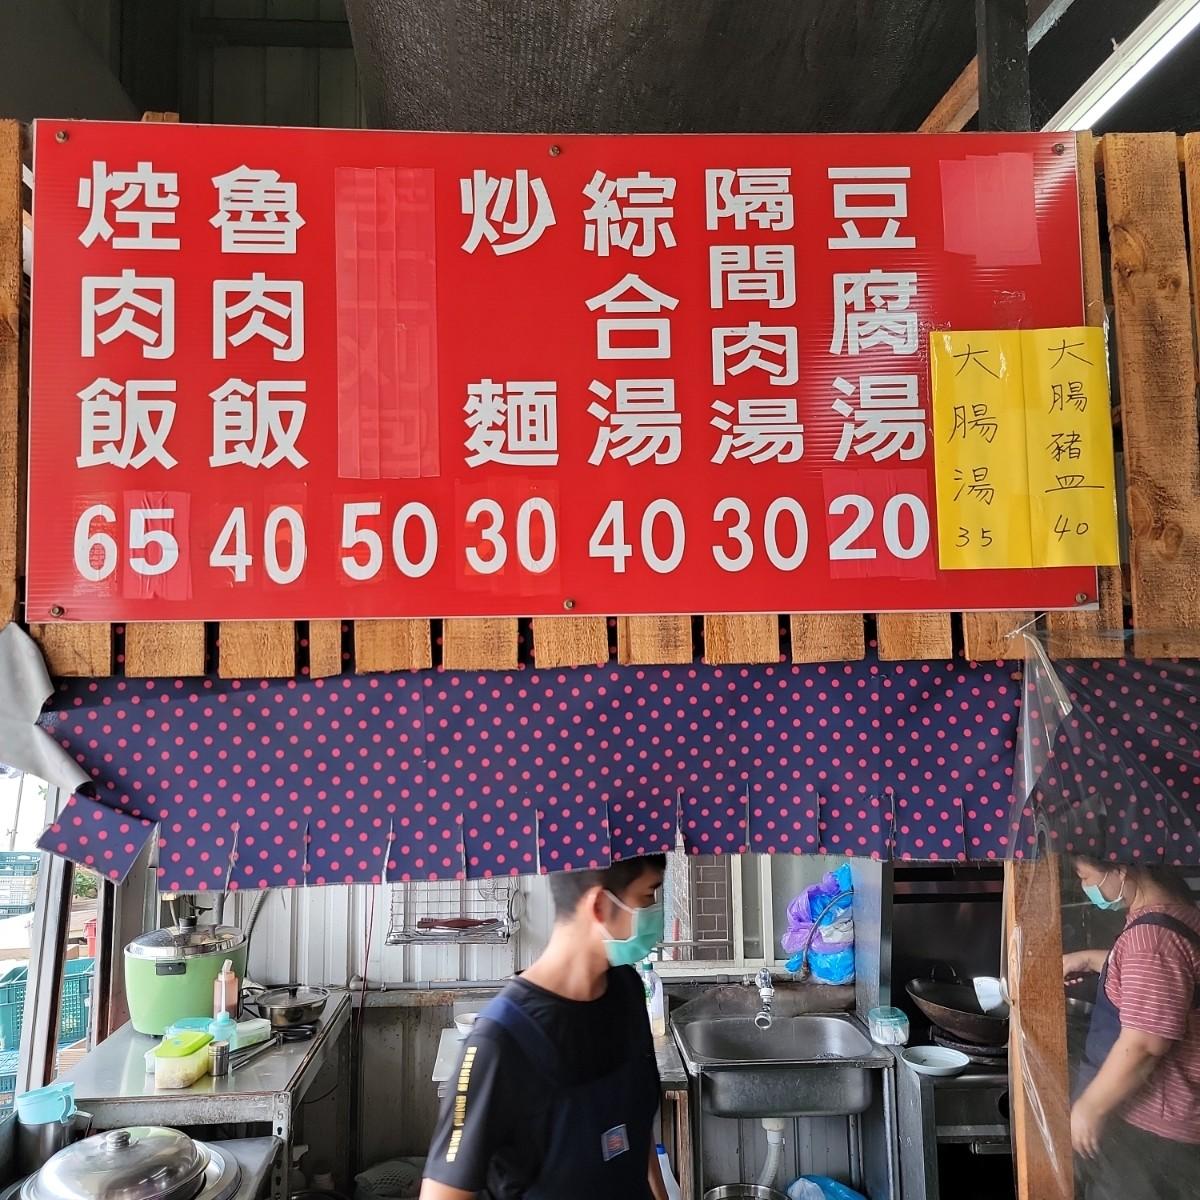 焢肉飯 65
魯肉飯 40
50
炒麵 30
綜合湯 40
隔間肉湯 30
豆腐湯 20
大腸湯 35
大腸豬皿 40